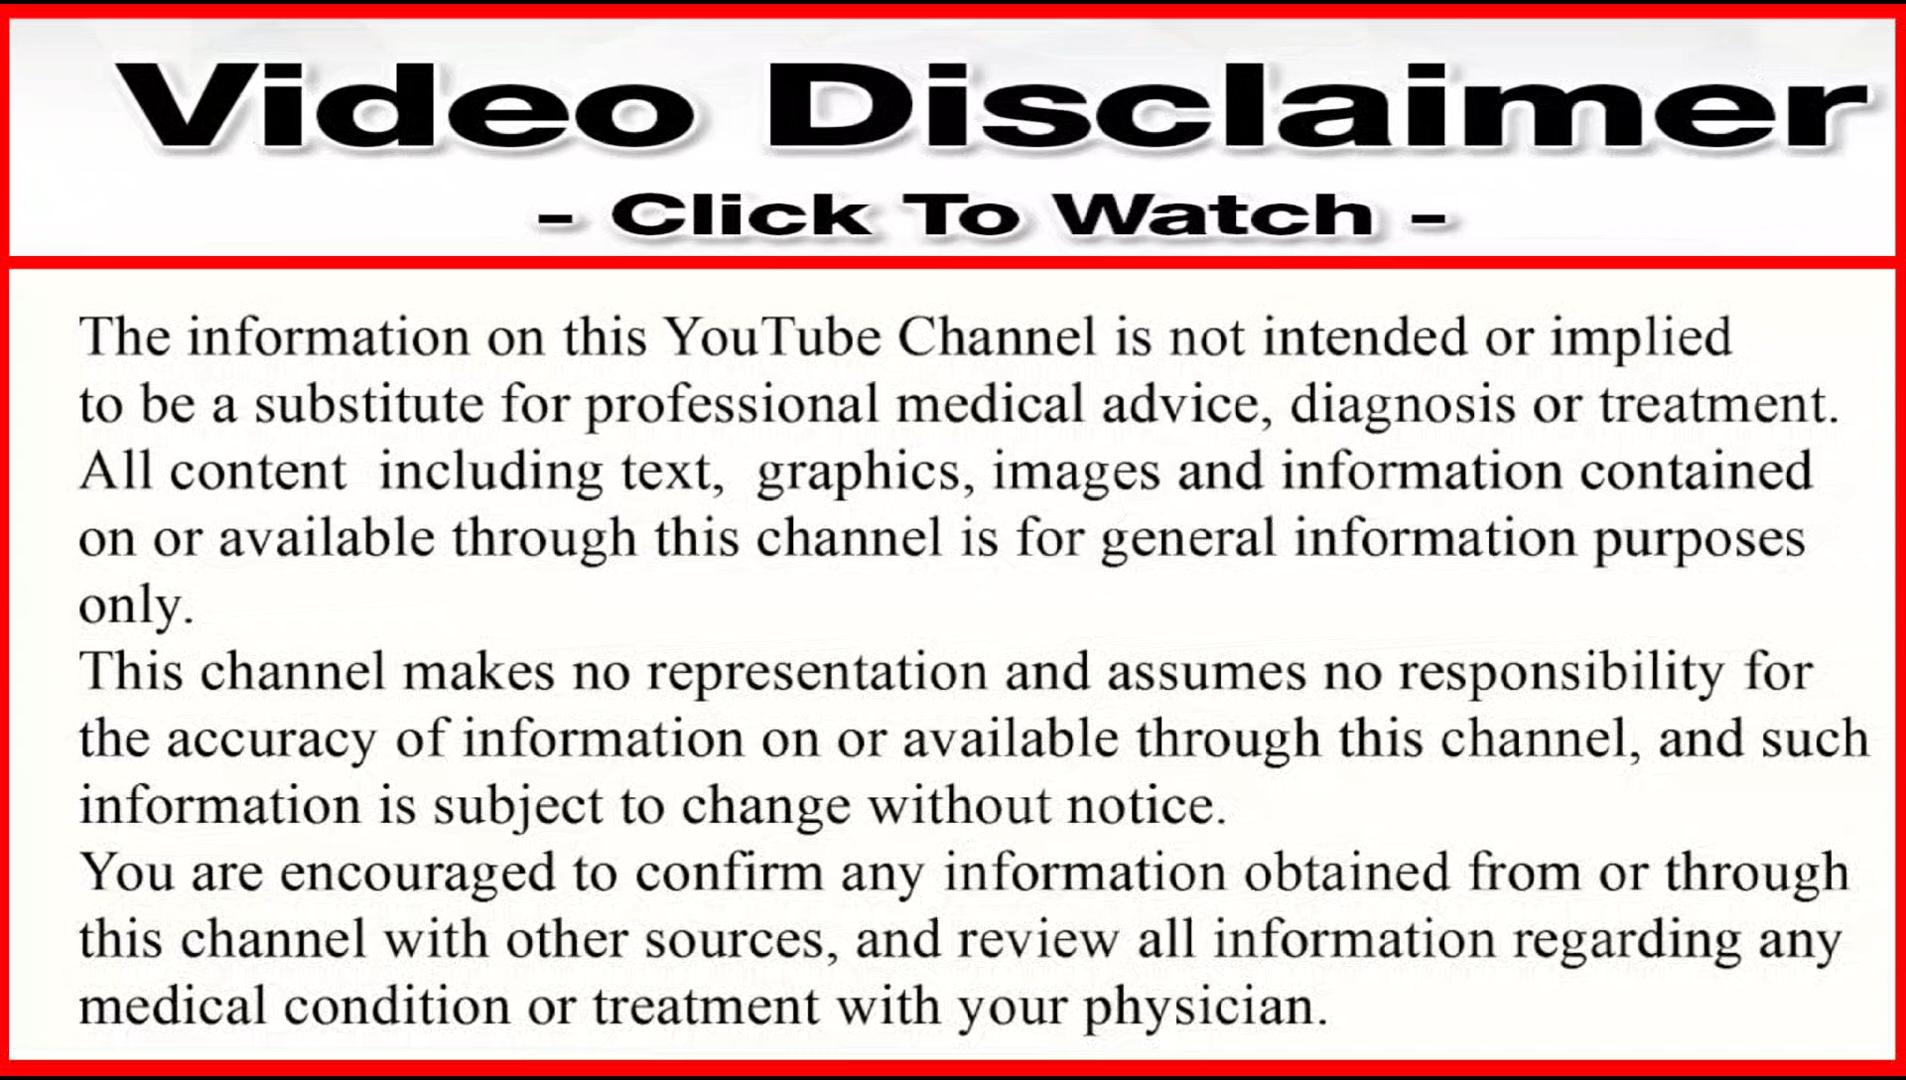 Video Disclaimer
- Click To Watch -
The information on this YouTube Channel is not intended or implied
to be a substitute for professional medical advice, diagnosis or treatment.
All content including text, graphics, images and information contained
on or available through this channel is for general information purposes
only.
This channel makes no representation and assumes no responsibility for
the accuracy of information on or available through this channel, and such
information is subject to change without notice.
You are encouraged to confirm any information obtained from or through
this channel with other sources, and review all information regarding any
medical condition or treatment with your physician.